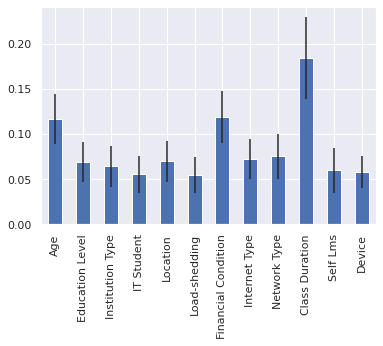 0.20
0.15
0.10
0.05
0.00
Age
Education Level
Institution Type
IT Student
Location
Load-shedding
Financial Condition
Internet Type
Network Type
Class Duration
Self Lms
Device